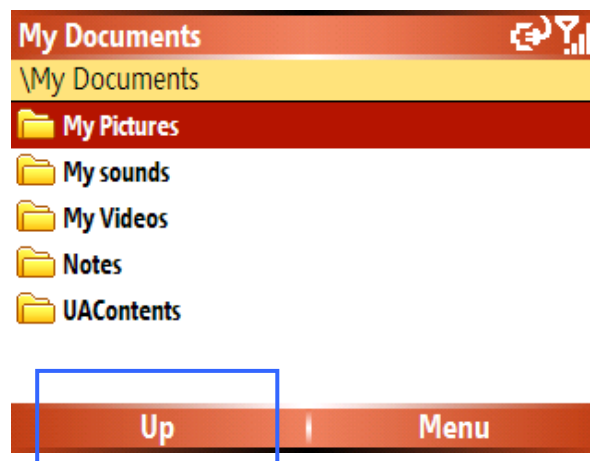 My Documents
\My Documents
My Pictures
My sounds
My Videos
Notes
UAContents
Up Menu